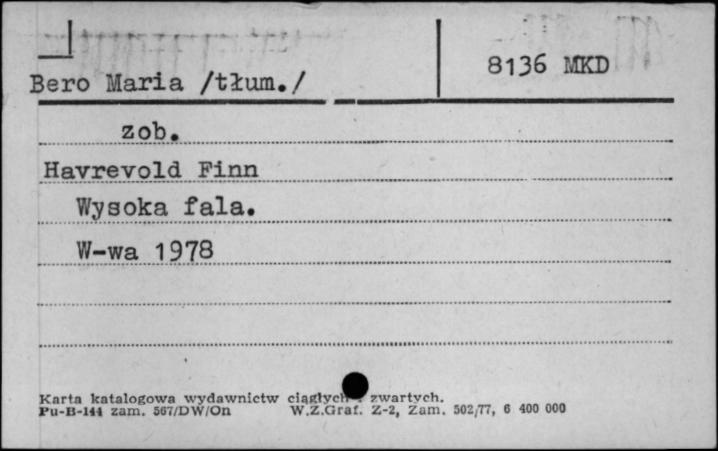 Bero Maria /tłum./
8136 MKD
zob.
Havrevold Finn
Wysoka fala.
W-wa 1978
Karta katalogowa wydawnictw ciągłych i zwartych.
Pu-B-144 zam. 567/DW/On W.Z.Graf. Z-2, Zam. 502/77, 6 400 000